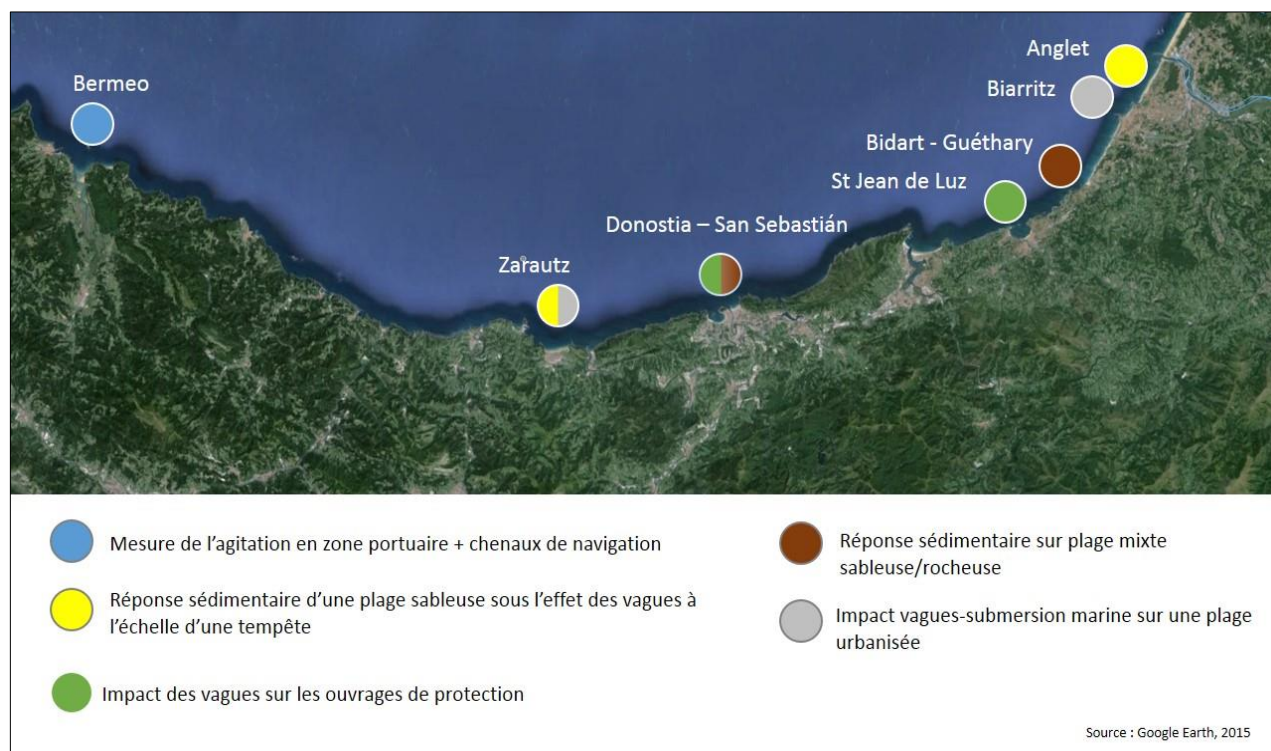 Anglet
Bermeo
Biarritz
Bidart - Guéthary
St Jean de Luz
Donostia – San Sebastián
Zarautz
Mesure de l’agitation en zone portuaire + chenaux de navigation
Réponse sédimentaire d’une plage sableuse sous l’effet des vagues à
l’échelle d’une tempête
Impact des vagues sur les ouvrages de protection
Réponse sédimentaire sur plage mixte
sableuse/rocheuse
Impact vagues-submersion marine sur une plage
urbanisée
Source : Google Earth, 2015